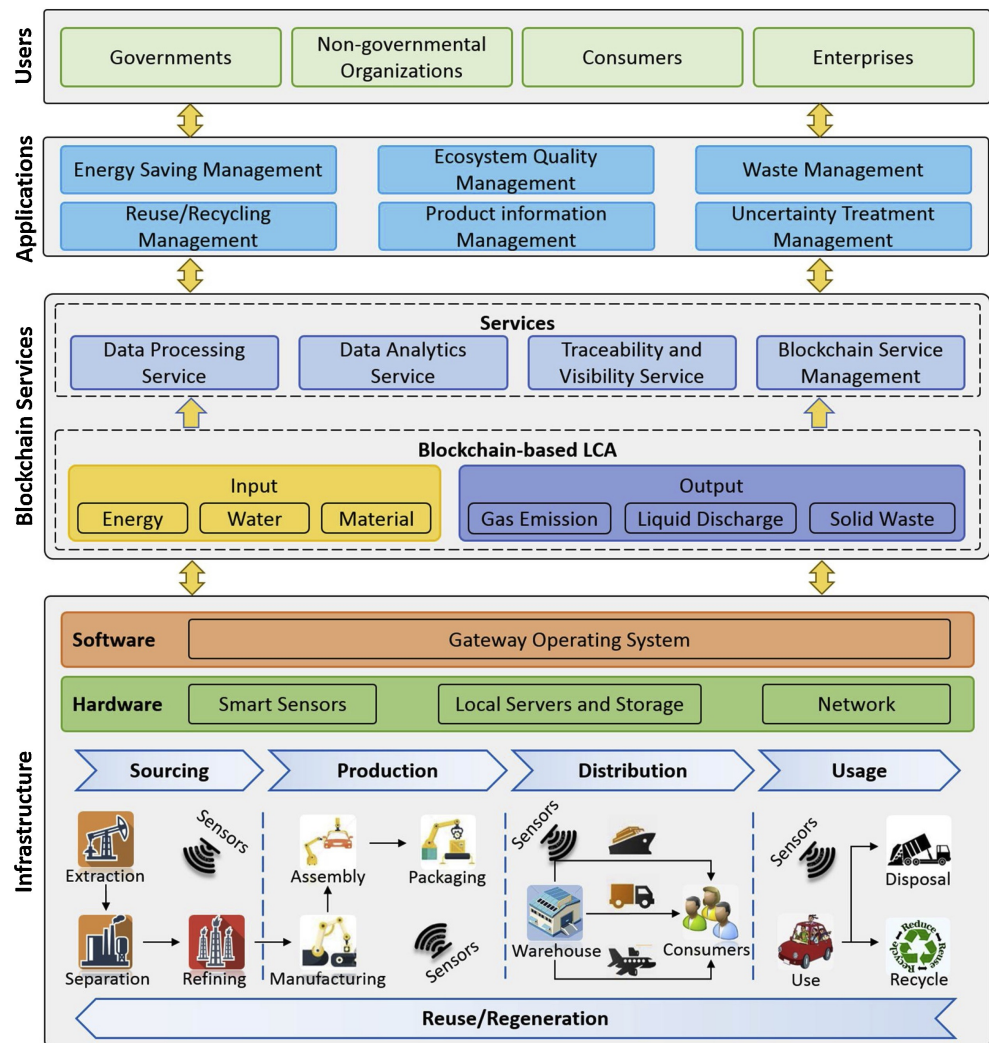 Users
Governments
Non-governmental
Organizations
Consumers
Enterprises
Applications
Energy Saving Management
Ecosystem Quality
Management
Waste Management
Reuse/Recycling
Management
Product information
Management
Uncertainty Treatment
Management
Blockchain Services
Services
Data Processing
Service
Data Analytics
Service
Traceability and
Visibility Service
Blockchain Service
Management
Blockchain-based LCA
Input
Energy
Water
Material
Output
Gas Emission
Liquid Discharge
Solid Waste
Infrastructure
Software
Gateway Operating System
Hardware
Smart Sensors
Local Servers and Storage
Network
Sourcing
Production
Distribution
Usage
Extraction
Sensors
Separation
Refining
Assembly
Packaging
Manufacturing
Sensors
Sensors
Warehouse
Consumers
Sensors
Disposal
Use
Reduce
Reuse
Recycle
Recycle
Reuse/Regeneration